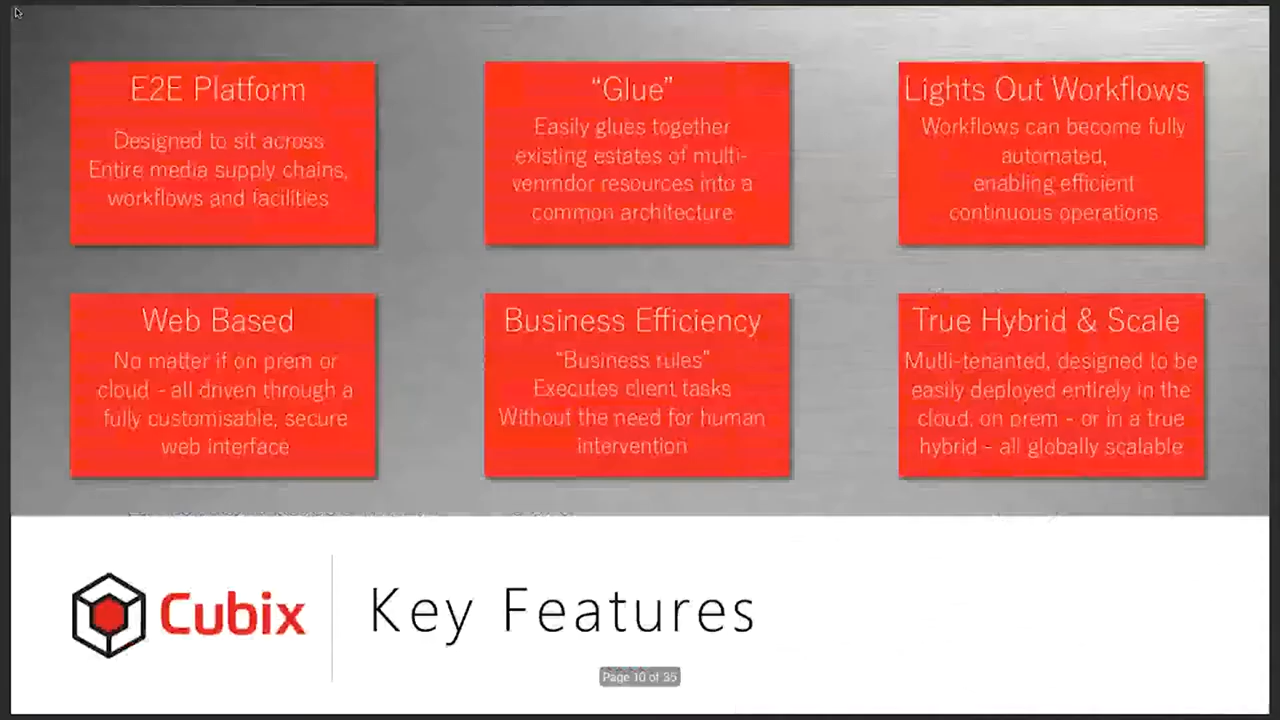 E2E Platform
Designed to sit across
Entire media supply chains,
workflows and facilities
“Glue”
Easily glues together
existing estates of multi-
venmdor resources into a
common architecture
Lights Out Workflows
Workflows can become fully
automated,
enabling efficient
continuous operations
Web Based
No matter if on prem or
cloud - all driven through a
fully customisable, secure
web interface
Business Efficiency
“Business rules”
Executes client tasks
Without the need for human
intervention
True Hybrid & Scale
Multi-tenanted, designed to be
easily deployed entirely in the
cloud, on prem - or in a true
hybrid - all globally scalable
Cubix
Key Features
Page 10 of 35